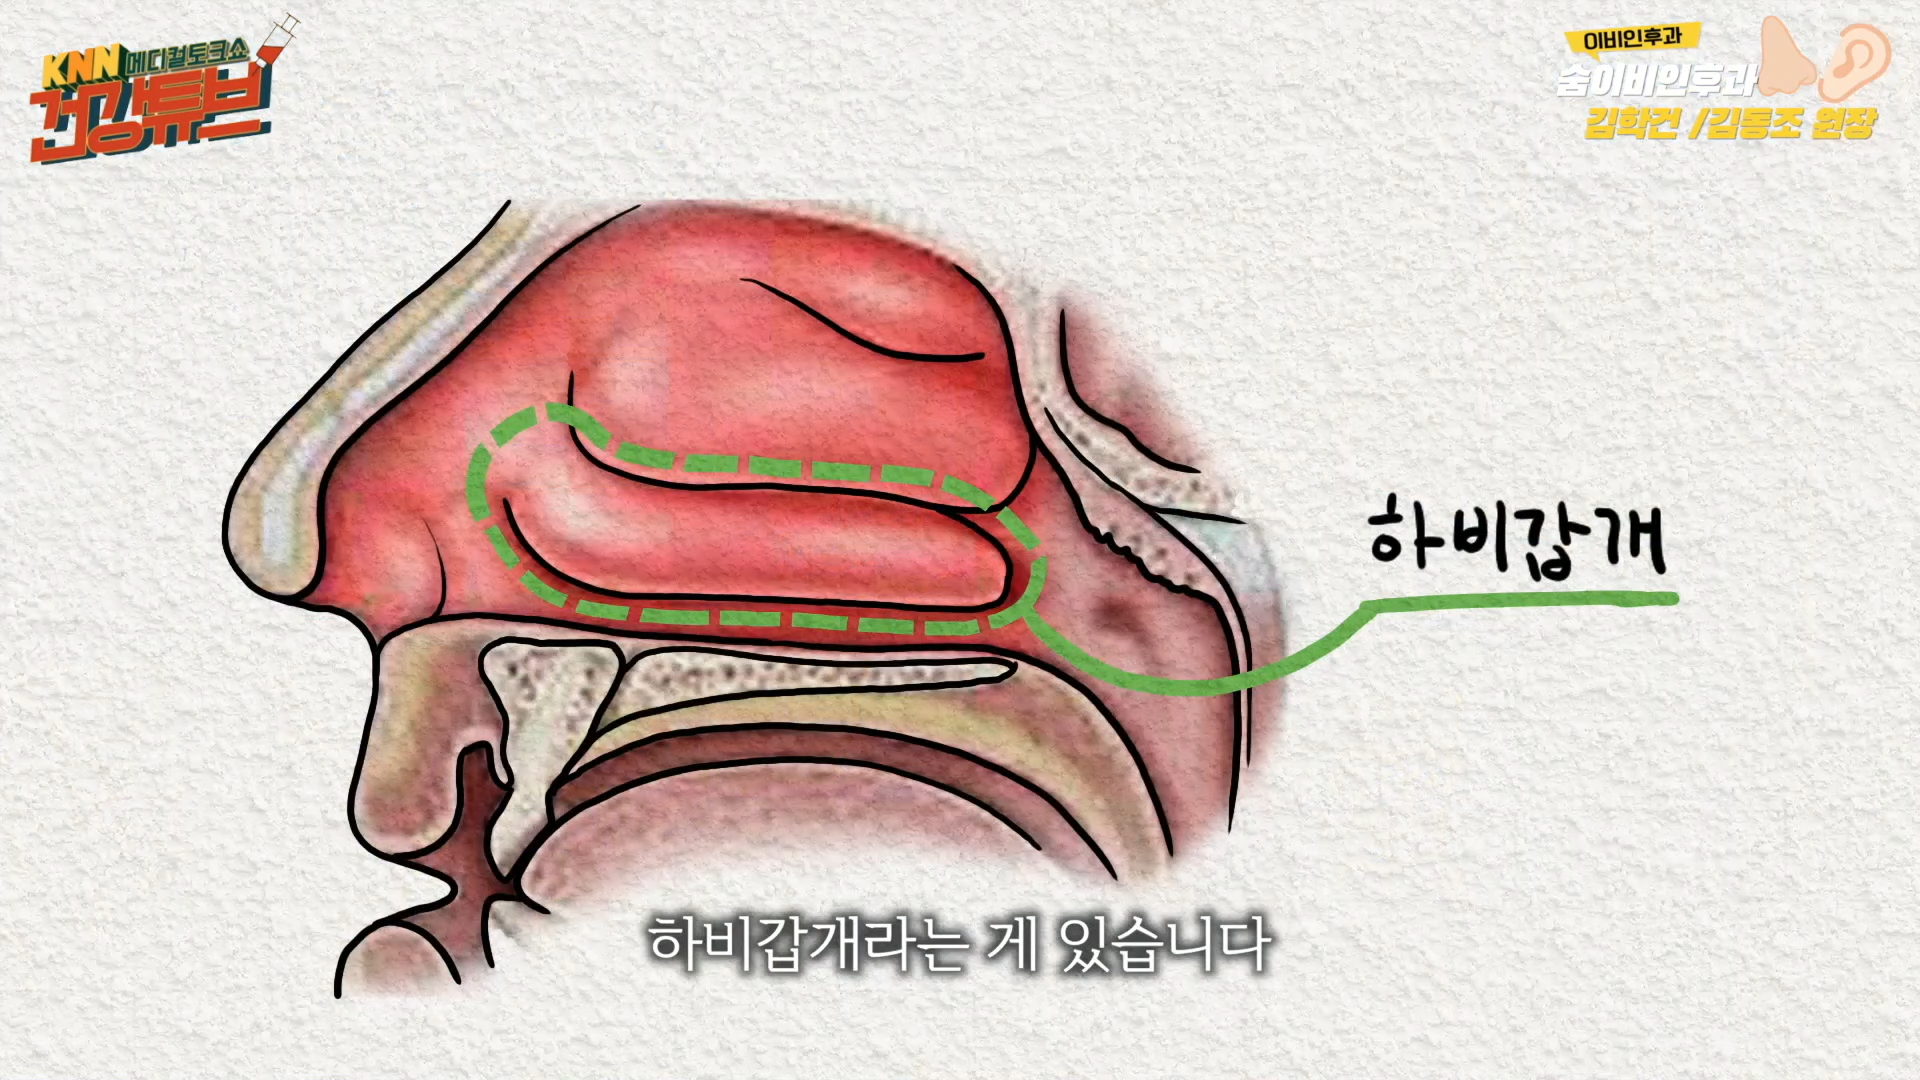 KNN 메디컬토크쇼
건강튜브
이비인후과
숨이비인후과
김학건 / 김동조 원장
하비갑개
하비갑개라는 게 있습니다